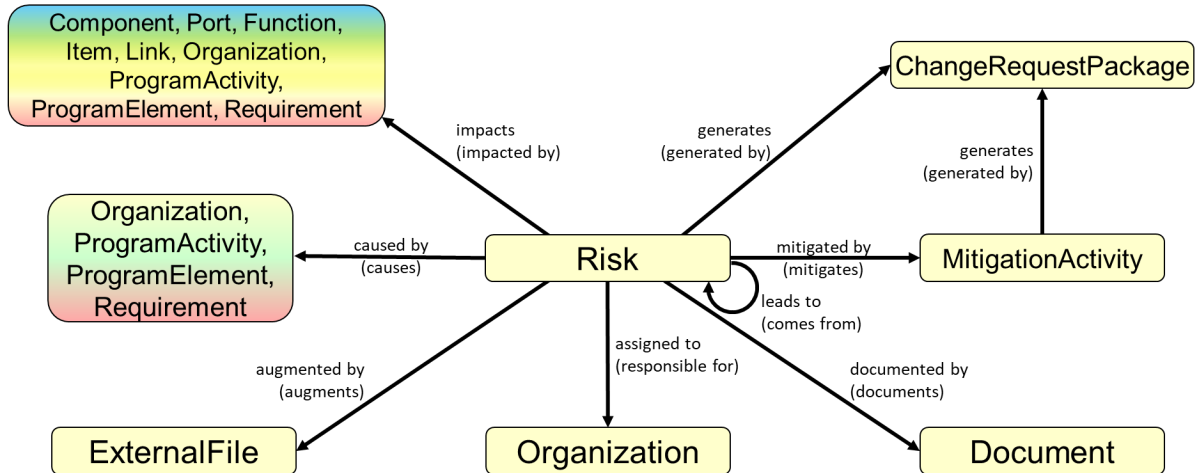 Component, Port, Function,
Item, Link, Organization,
ProgramActivity,
ProgramElement, Requirement
ChangeRequestPackage
impacts
(impacted by)
generates
(generated by)
generates
(generated by)
Organization,
ProgramActivity,
ProgramElement,
Requirement
caused by
(causes)
Risk
mitigated by
(mitigates)
MitigationActivity
leads to
(comes from)
augmented by
(augments)
assigned to
(responsible for)
documented by
(documents)
ExternalFile
Organization
Document